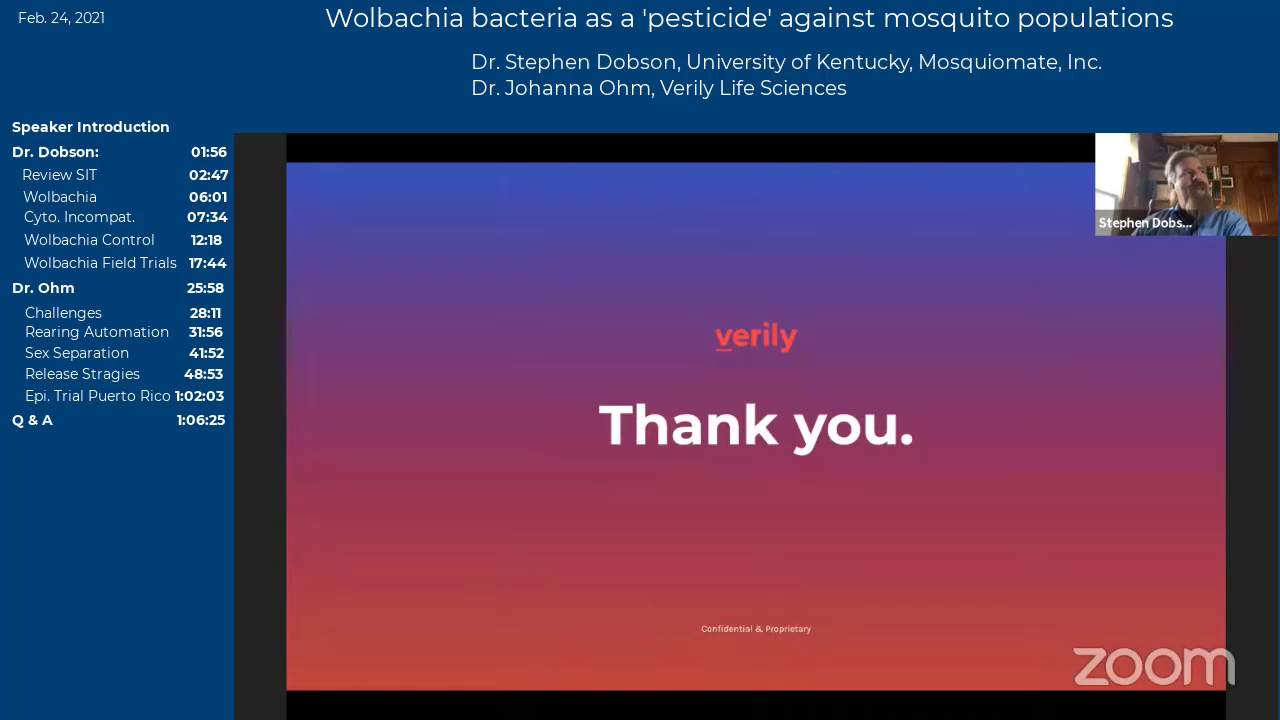 Feb. 24, 2021
Wolbachia bacteria as a 'pesticide' against mosquito populations
Dr. Stephen Dobson, University of Kentucky, Mosquiomate, Inc.
Dr. Johanna Ohm, Verily Life Sciences
Speaker Introduction
Dr. Dobson: 01:56
Review SIT 02:47
Wolbachia 06:01
Cyto. Incompat. 07:34
Wolbachia Control 12:18
Wolbachia Field Trials 17:44
Dr. Ohm 25:58
Challenges 28:11
Rearing Automation 31:56
Sex Separation 41:52
Release Stragies 48:53
Epi. Trial Puerto Rico 1:02:03
Q & A 1:06:25
Stephen Dobs...
verily
Thank you.
Confidential & Proprietary
zoom